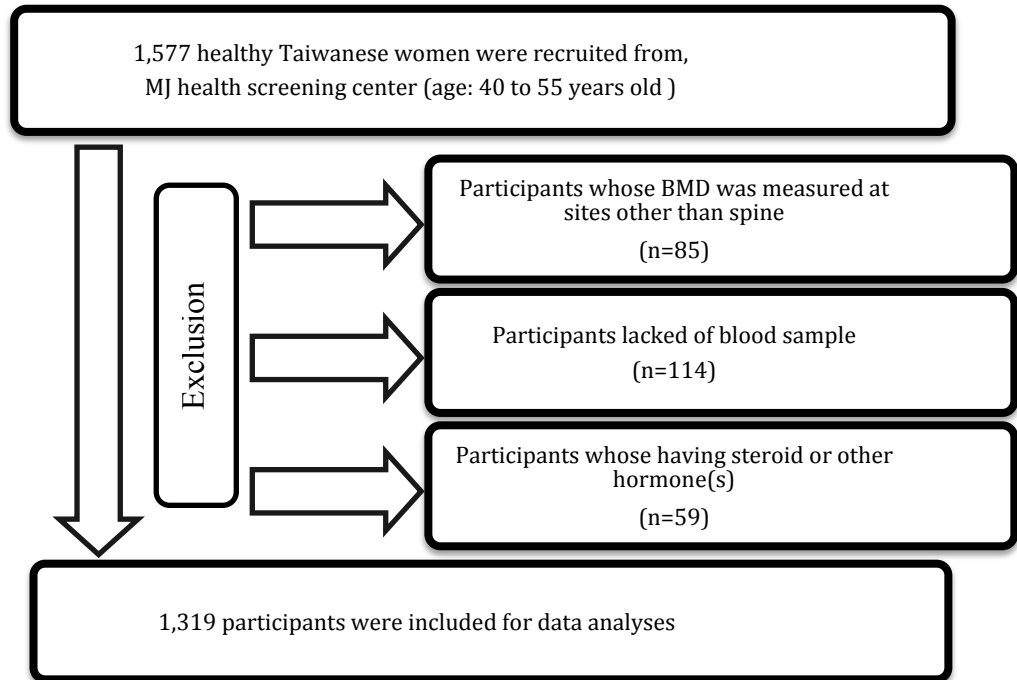 1,577 healthy Taiwanese women were recruited from,
MJ health screening center (age: 40 to 55 years old )
Exclusion
Participants whose BMD was measured at
sites other than spine
(n=85)
Participants lacked of blood sample
(n=114)
Participants whose having steroid or other
hormone(s)
(n=59)
1,319 participants were included for data analyses